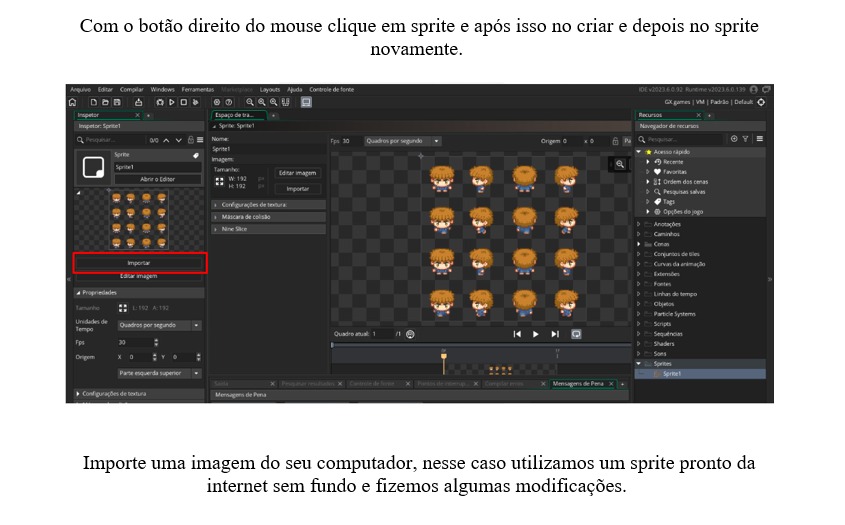 Com o botão direito do mouse clique em sprite e após isso no criar e depois no sprite
novamente.
Arquivo Editar Compilar Windows Ferramentas Marketplace Layouts Ajuda Controle de fonte
IDE v2023.6.0.92 Runtime v2023.6.0.139
GX.games | VM | Padrão | Default
Inspetor
Inspetor: Sprite1
Pesquisar...
0/0
Sprite
Sprite1
Abrir o Editor
Importar
Editar imagem
Propriedades
Tamanho L: 192 A: 192
Unidades de
Tempo
Quadros por segundo
Fps 30
Origem X 0 Y 0
Parte esquerda superior
Configurações de textura
Espaço de tra...
Sprite: Sprite1
Nome:
Sprite1
Imagem:
Tamanho:
W: 192 px
H: 192 px
Editar imagem
Importar
Configurações de textura:
Máscara de colisão
Nine Slice
Fps 30 Quadros por segundo
Origem 0 x 0
Quadro atual: 1 /1
Saída Pesquisar resultados Controle de fonte Compilar erros Mensagens de Pena
Mensagens de Pena
Recursos
Navegador de recursos
Pesquisar...
Acesso rápido
Recente
Favoritas
Ordem dos cenas
Pesquisas salvas
Tags
Opções do jogo
Anotações
Caminhos
Cenas
Conjuntos de tiles
Curvas da animação
Extensões
Fontes
Linhas do tempo
Objetos
Particle Systems
Scripts
Sequências
Shaders
Sons
Sprites
Sprite1
Importe uma imagem do seu computador, nesse caso utilizamos um sprite pronto da
internet sem fundo e fizemos algumas modificações.